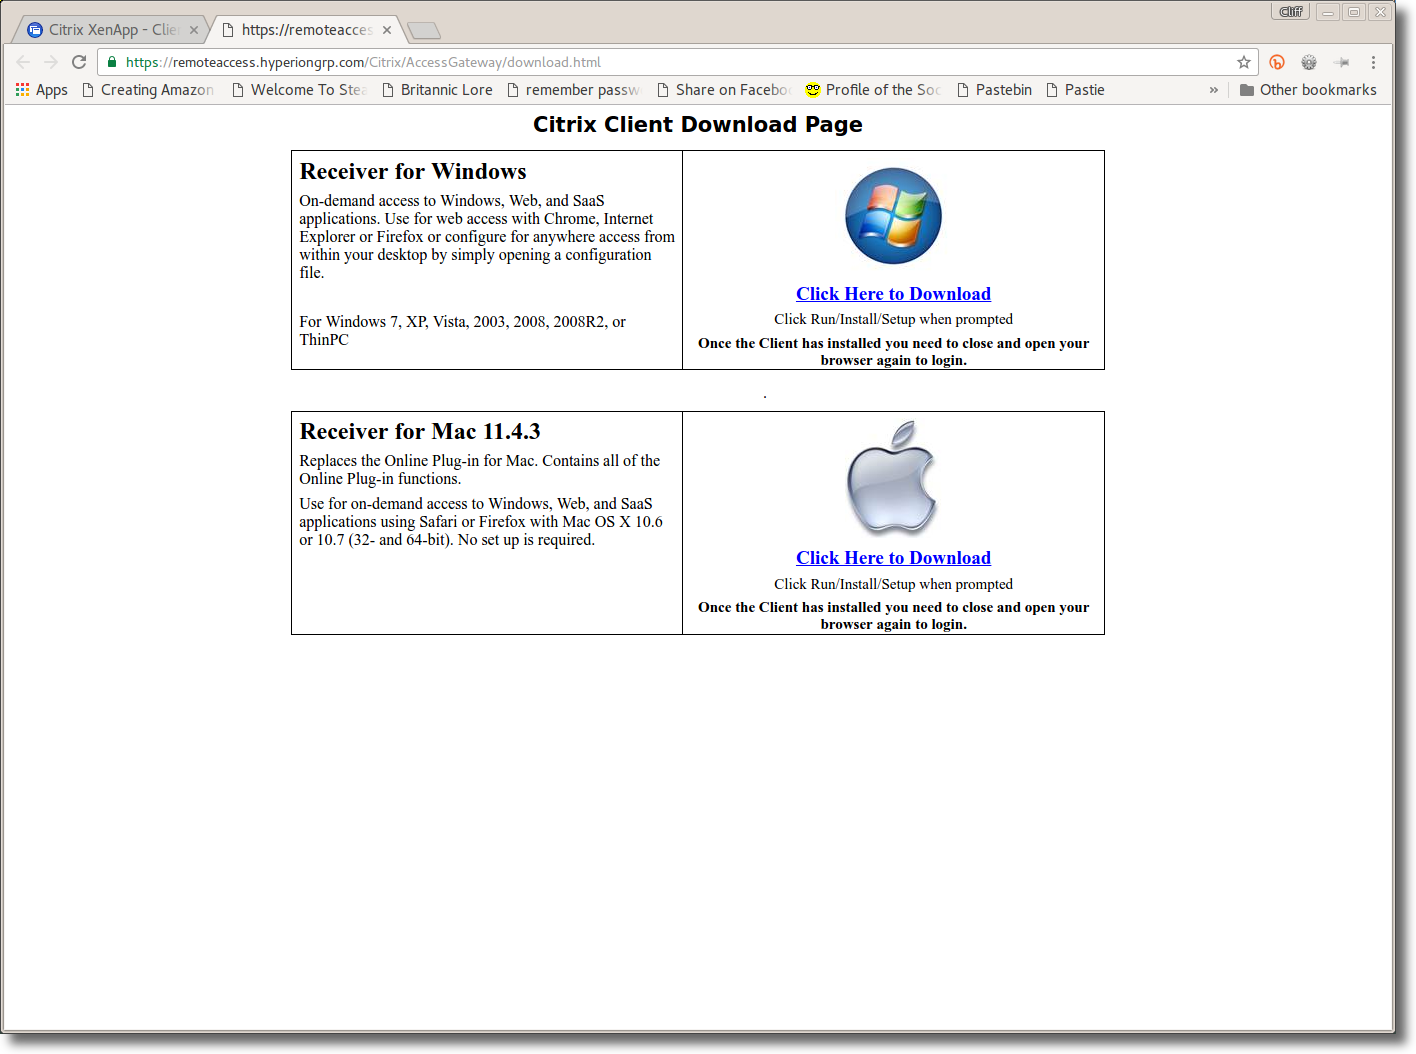 Cliff
Citrix XenApp - Clie
https://remoteacces
https://remoteaccess.hyperiongrp.com/Citrix/AccessGateway/download.html
Apps Creating Amazon Welcome To Stea Britannic Lore remember passw Share on Facebo Profile of the Soc Pastebin Pastie » Other bookmarks
Citrix Client Download Page
Receiver for Windows
On-demand access to Windows, Web, and SaaS
applications. Use for web access with Chrome, Internet
Explorer or Firefox or configure for anywhere access from
within your desktop by simply opening a configuration
file.
For Windows 7, XP, Vista, 2003, 2008, 2008R2, or
ThinPC
Click Here to Download
Click Run/Install/Setup when prompted
Once the Client has installed you need to close and open your
browser again to login.
.
Receiver for Mac 11.4.3
Replaces the Online Plug-in for Mac. Contains all of the
Online Plug-in functions.
Use for on-demand access to Windows, Web, and SaaS
applications using Safari or Firefox with Mac OS X 10.6
or 10.7 (32- and 64-bit). No set up is required.
Click Here to Download
Click Run/Install/Setup when prompted
Once the Client has installed you need to close and open your
browser again to login.